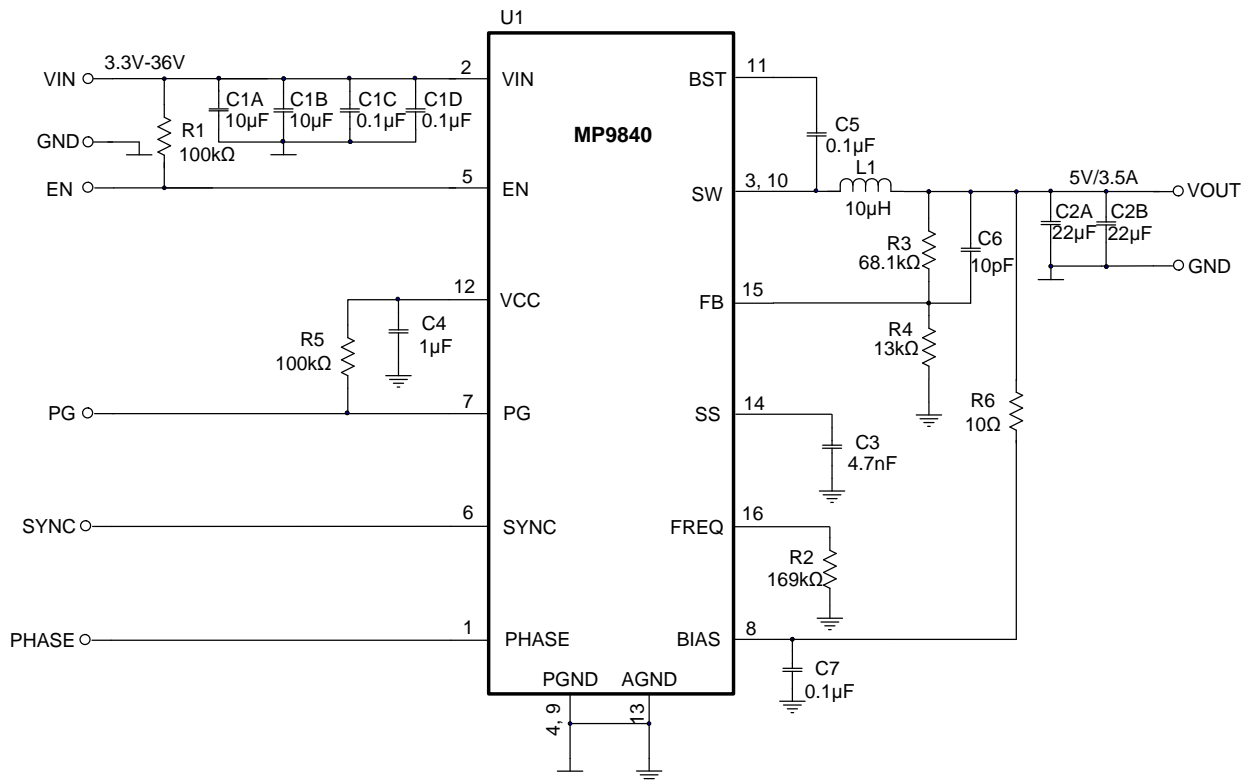 U1
3.3V-36V
VIN
2
VIN
BST
11
C1A
10µF
C1B
10µF
C1C
0.1µF
C1D
0.1µF
R1
100kΩ
MP9840
C5
0.1µF
GND
EN
5
EN
SW
3, 10
L1
10µH
5V/3.5A
VOUT
C2A
22µF
C2B
22µF
R3
68.1kΩ
C6
10pF
GND
12
VCC
FB
15
C4
1µF
R5
100kΩ
R4
13kΩ
PG
7
PG
SS
14
R6
10Ω
C3
4.7nF
SYNC
6
SYNC
FREQ
16
R2
169kΩ
PHASE
1
PHASE
BIAS
8
C7
0.1µF
PGND
AGND
4, 9
13